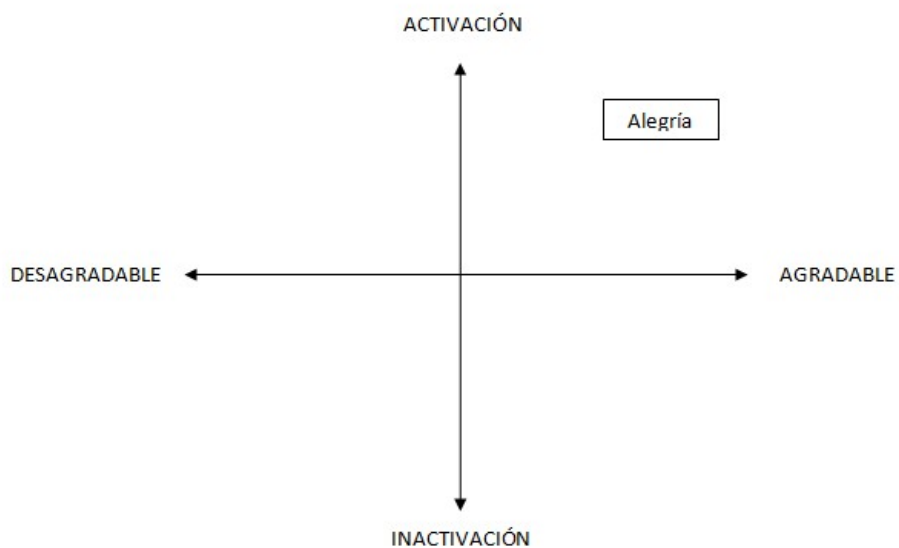 ACTIVACIÓN
Alegría
DESAGRADABLE
AGRADABLE
INACTIVACIÓN